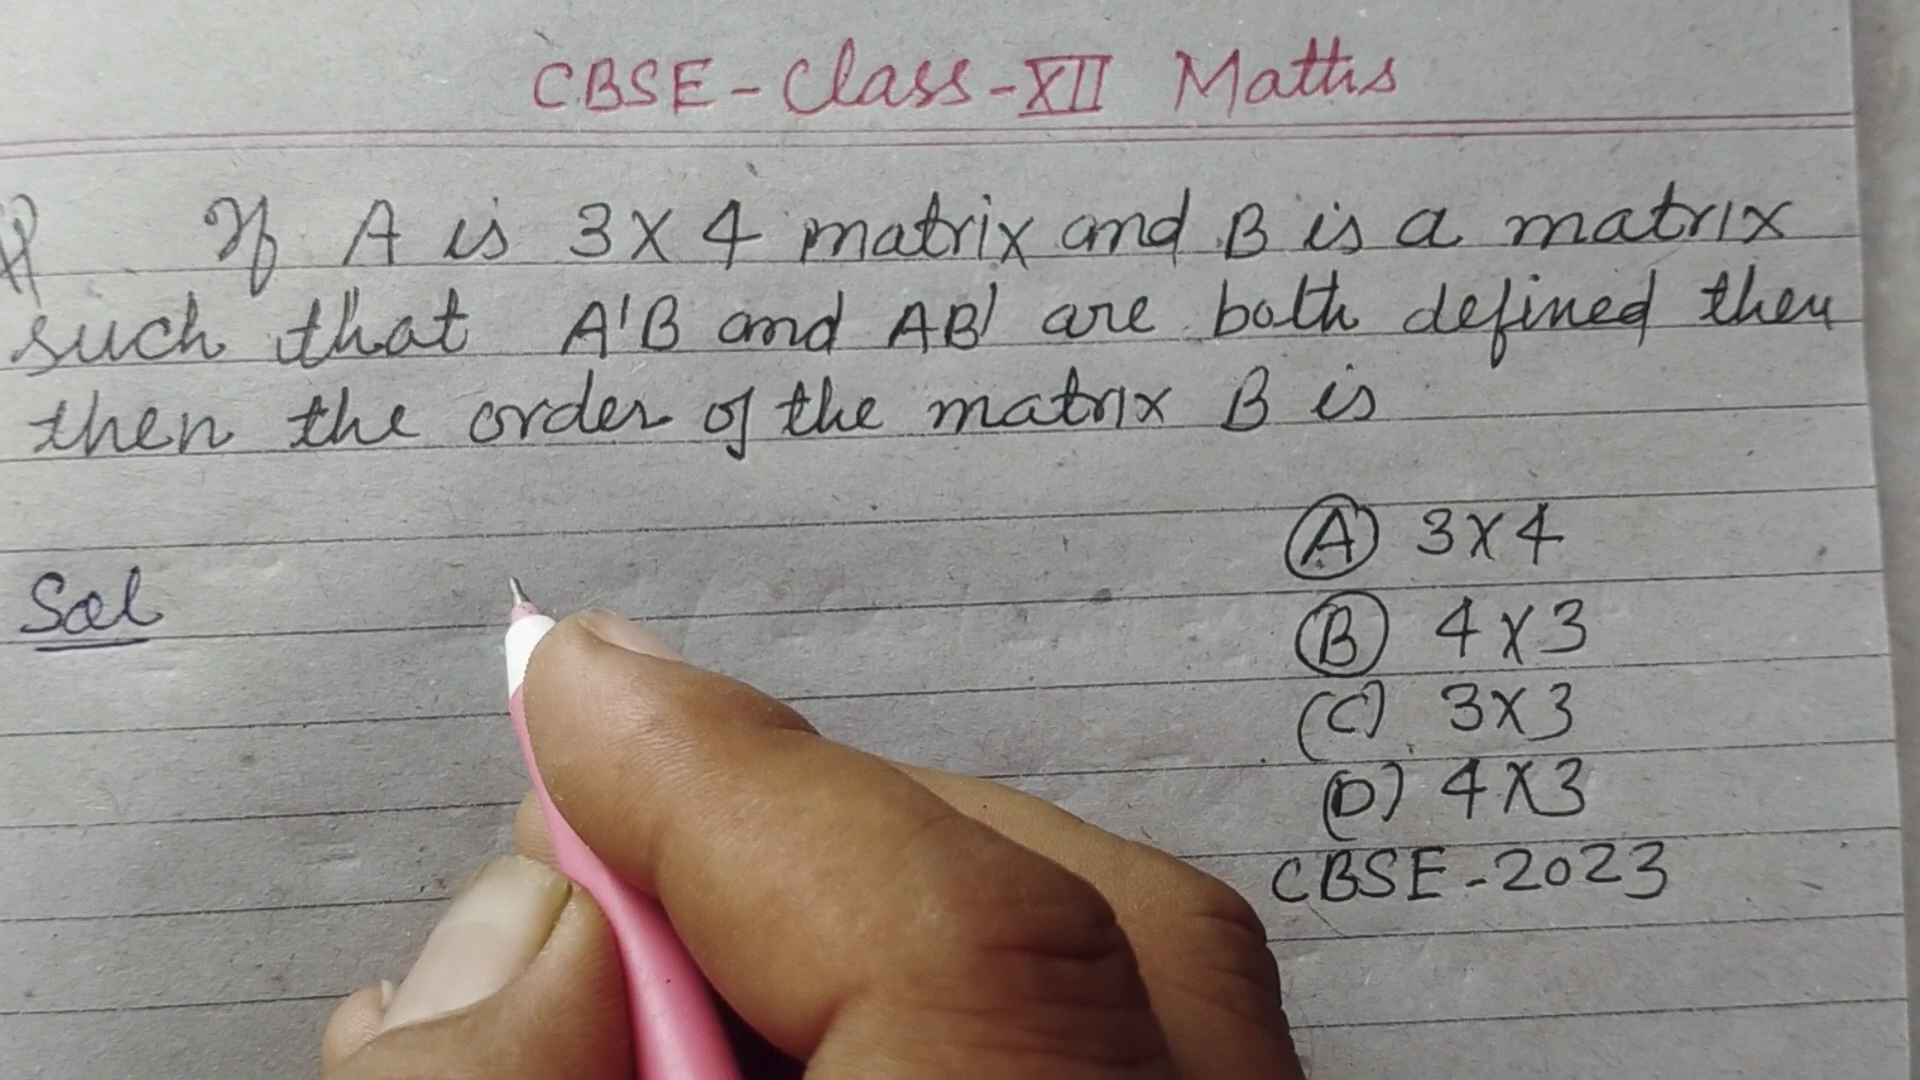 CBSE - Class - XII Maths
If A is 3X4 matrix and B is a matrix
such that A'B and AB' are both defined then
then the order of the matrix B is
(A) 3X4
Sol
(B) 4X3
(C) 3X3
(D) 4X3
CBSE - 2023